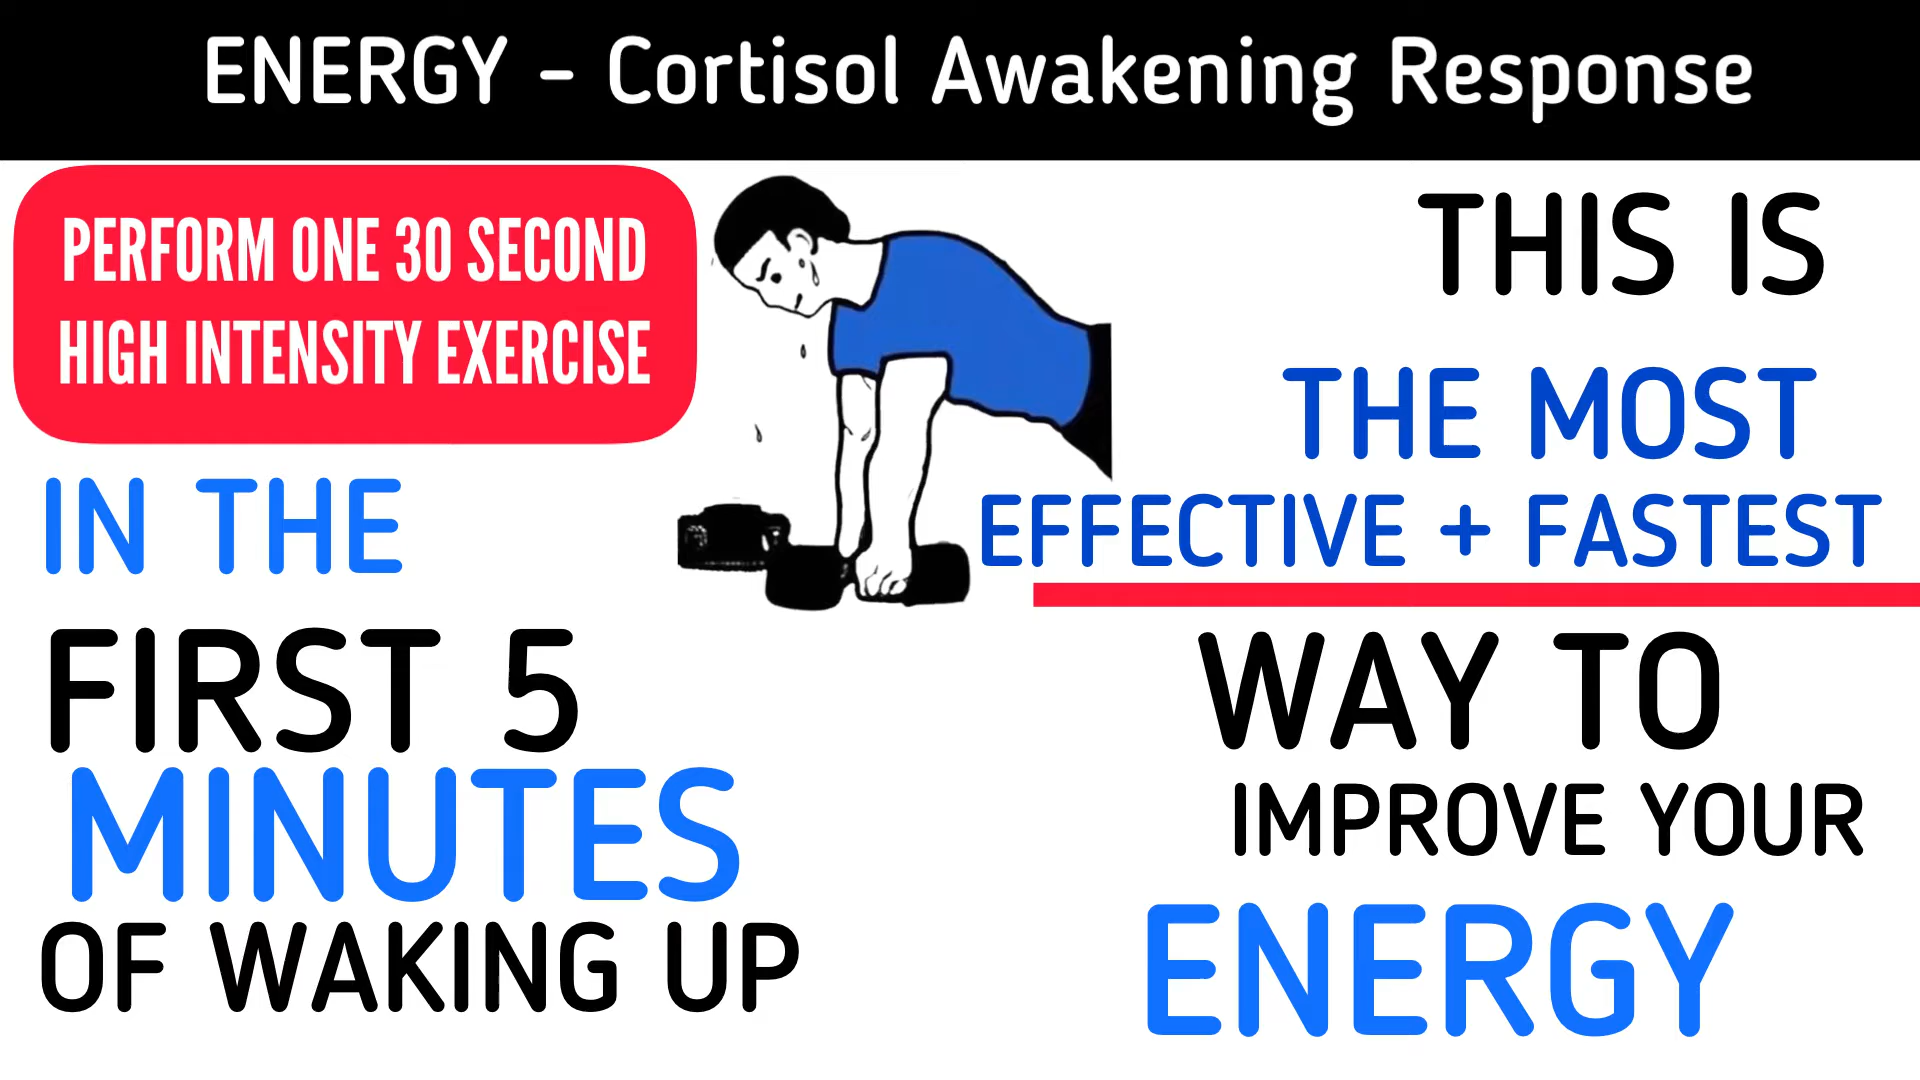 ENERGY - Cortisol Awakening Response
PERFORM ONE 30 SECOND
HIGH INTENSITY EXERCISE
IN THE
FIRST 5
MINUTES
OF WAKING UP
THIS IS
THE MOST
EFFECTIVE + FASTEST
WAY TO
IMPROVE YOUR
ENERGY